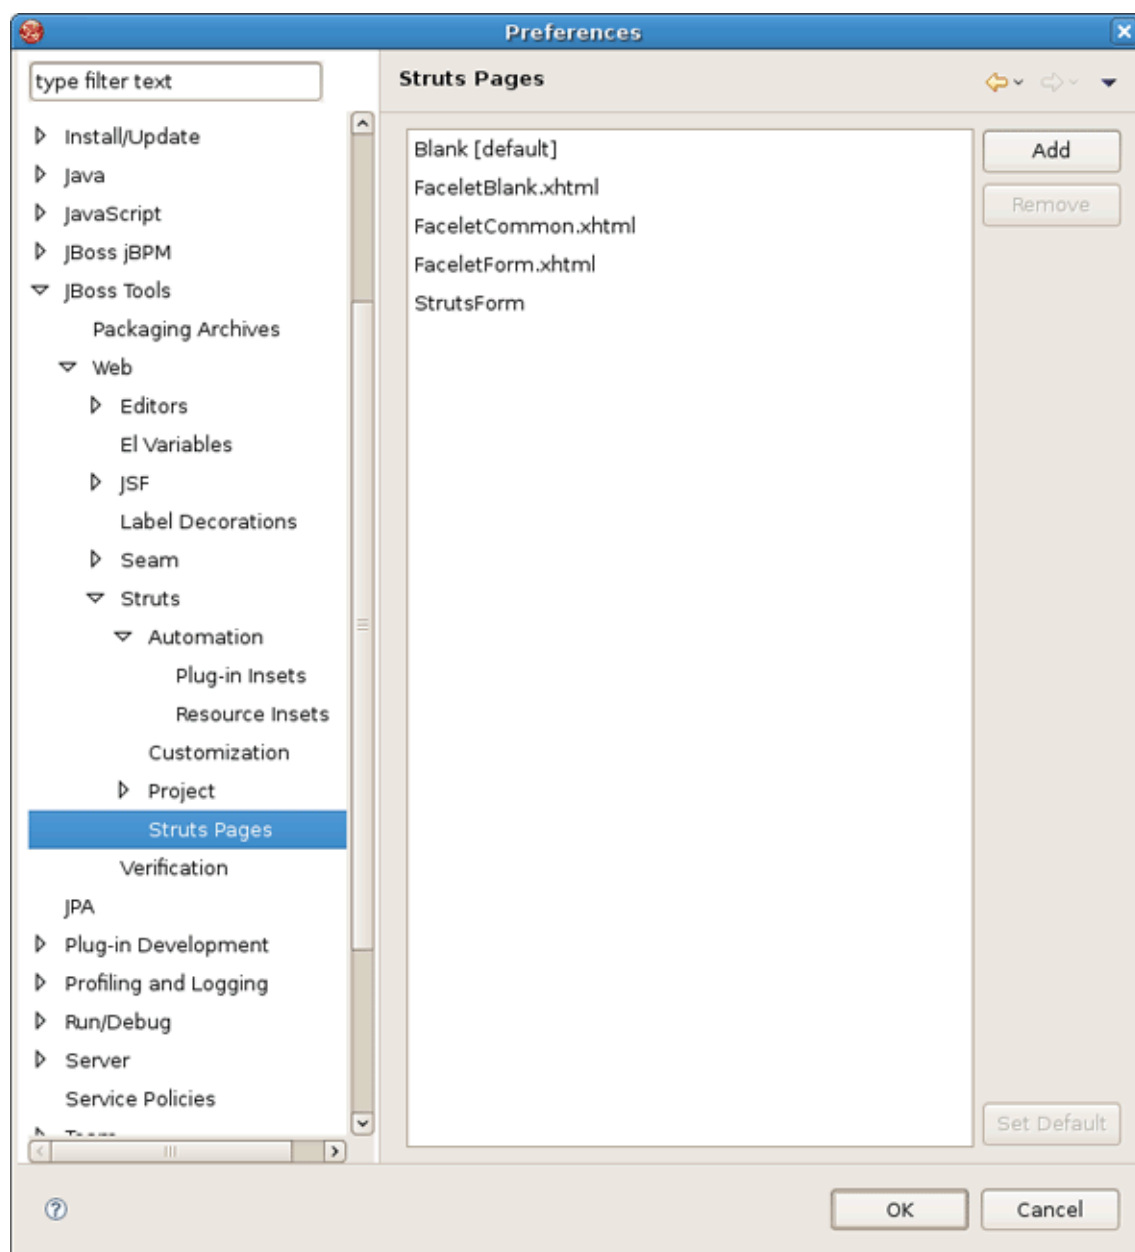 Preferences
type filter text
Install/Update
Java
JavaScript
JBoss jBPM
JBoss Tools
Packaging Archives
Web
Editors
El Variables
JSF
Label Decorations
Seam
Struts
Automation
Plug-in Insets
Resource Insets
Customization
Project
Struts Pages
Verification
JPA
Plug-in Development
Profiling and Logging
Run/Debug
Server
Service Policies
Team
Struts Pages
Blank [default]
FaceletBlank.xhtml
FaceletCommon.xhtml
FaceletForm.xhtml
StrutsForm
Add
Remove
Set Default
OK
Cancel